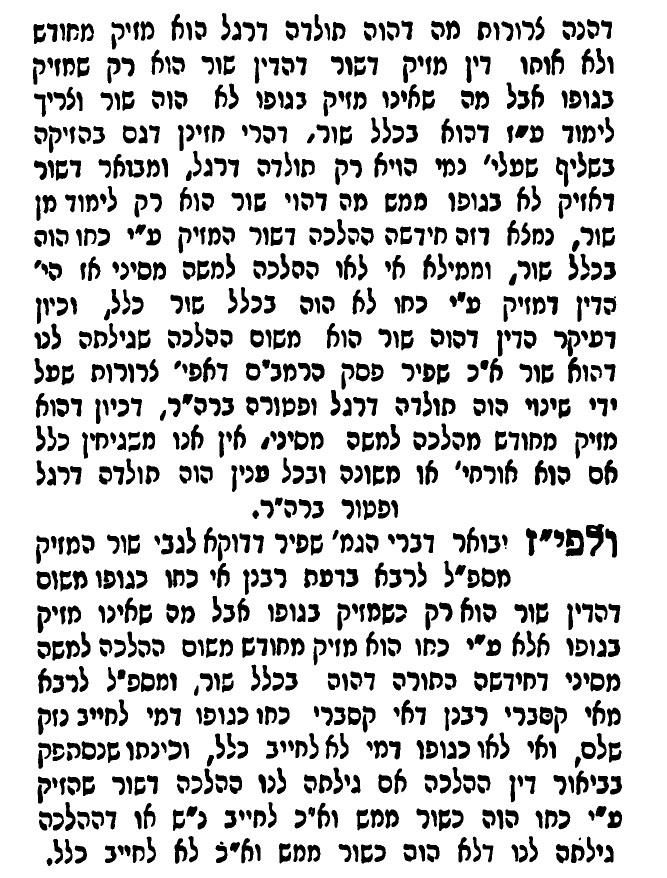 דהנה צרורות מה דהוה תולדה דרגל הוא מזיק מחודש
ולא אותו דין מזיק דשור דהדין שור הוא רק שמזיק
בגופו אבל מה שאינו מזיק בגופו לא הוה שור וצריך
לימוד ע"ז דהוא בכלל שור, דהרי חזינן דגם בהזיקה
בשליף שעלי' נמי הויא רק תולדה דרגל, ומבואר דשור
דאזיק לא בגופו ממש מה דהוי שור הוא רק לימוד מן
שור, נמצא דזה חידשה ההלכה דשור המזיק ע"י כחו הוה
בכלל שור, וממילא אי לאו ההלכה למשה מסיני אז הי'
הדין דמזיק ע"י כחו לא הוה בכלל שור כלל, וכיון
דעיקר הדין דהוה שור הוא משום ההלכה שגילתה לנו
דהוא שור א"כ שפיר פסק הרמב"ם דאפי' צרורות שעל
ידי שינוי הוה תולדה דרגל ופטורה ברה"ר, דכיון דהוא
מזיק מחודש מהלכה למשה מסיני, אין אנו משגיחין כלל
אם הוא אורחי' או משונה ובכל ענין הוה תולדה דרגל
ופטור ברה"ר.
ולפי"ז יבואר דברי הגמ' שפיר דדוקא לגבי שור המזיק
מספ"ל לרבא בדעת רבנן אי כחו כגופו משום
דהדין שור הוא רק כשמזיק בגופו אבל מה שאינו מזיק
בגופו אלא ע"י כחו הוא מזיק מחודש משום ההלכה למשה
מסיני דחידשה התורה דהוה בכלל שור, ומספ"ל לרבא
מאי קסברי רבנן דאי קסברי כחו כגופו דמי לחייב נזק
שלם, ואי לאו כגופו דמי לא לחייב כלל, וכינתו שנסתפק
בביאור דין ההלכה אם גילתה לנו ההלכה דשור שהזיק
ע"י כחו הוה כשור ממש וא"כ לחייב נ"ש או דההלכה
גילתה לנו דלא הוה כשור ממש וא"כ לא לחייב כלל.